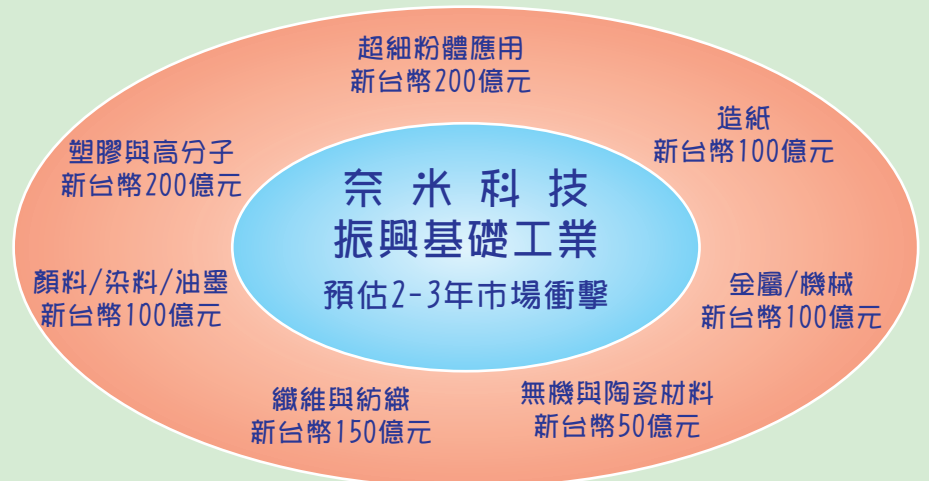 超細粉體應用
新台幣200億元
造紙
新台幣100億元
塑膠與高分子
新台幣200億元
奈米科技
振興基礎工業
預估2-3年市場衝擊
顏料/染料/油墨
新台幣100億元
金屬/機械
新台幣100億元
纖維與紡織
新台幣150億元
無機與陶瓷材料
新台幣50億元